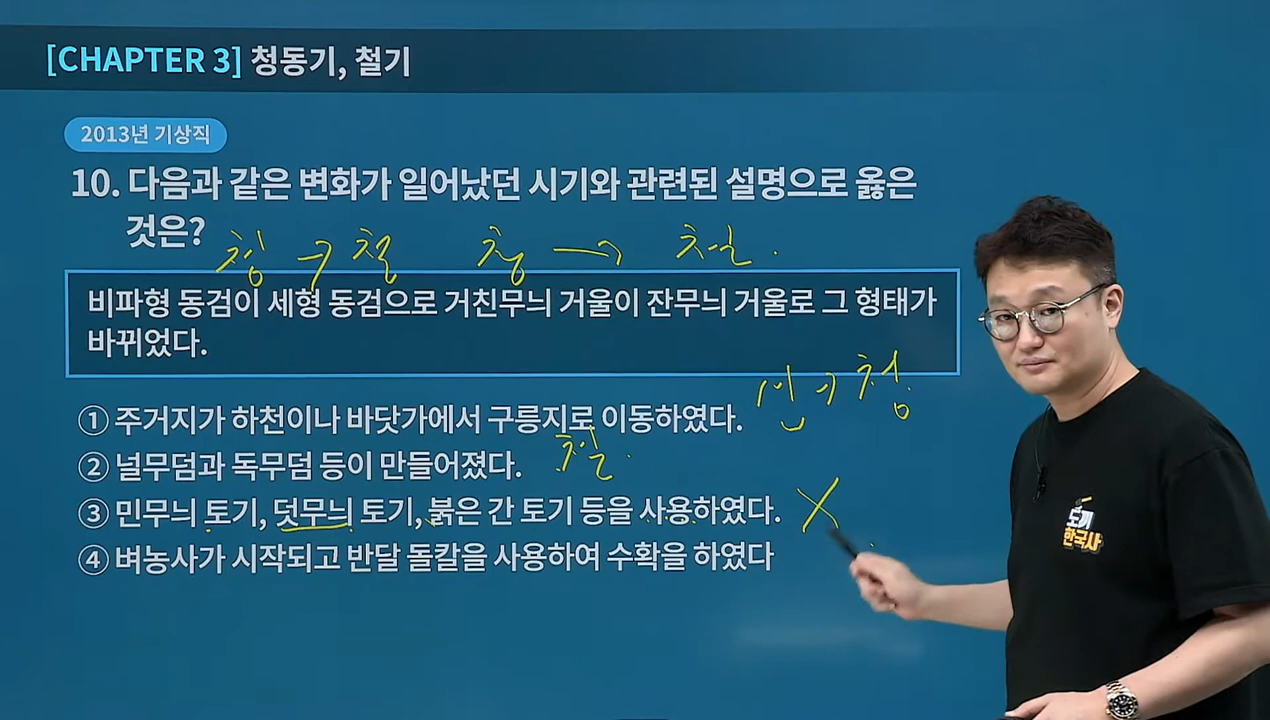 [CHAPTER 3] 청동기, 철기
2013년 기상직
10. 다음과 같은 변화가 일어났던 시기와 관련된 설명으로 옳은
것은?
청 → 철 청 → 철.
비파형 동검이 세형 동검으로 거친무늬 거울이 잔무늬 거울로 그 형태가
바뀌었다.
신 → 청.
① 주거지가 하천이나 바닷가에서 구릉지로 이동하였다.
철.
② 널무덤과 독무덤 등이 만들어졌다.
③ 민무늬 토기, 덧무늬 토기, 붉은 간 토기 등을 사용하였다. X
④ 벼농사가 시작되고 반달 돌칼을 사용하여 수확을 하였다
도끼
한국사